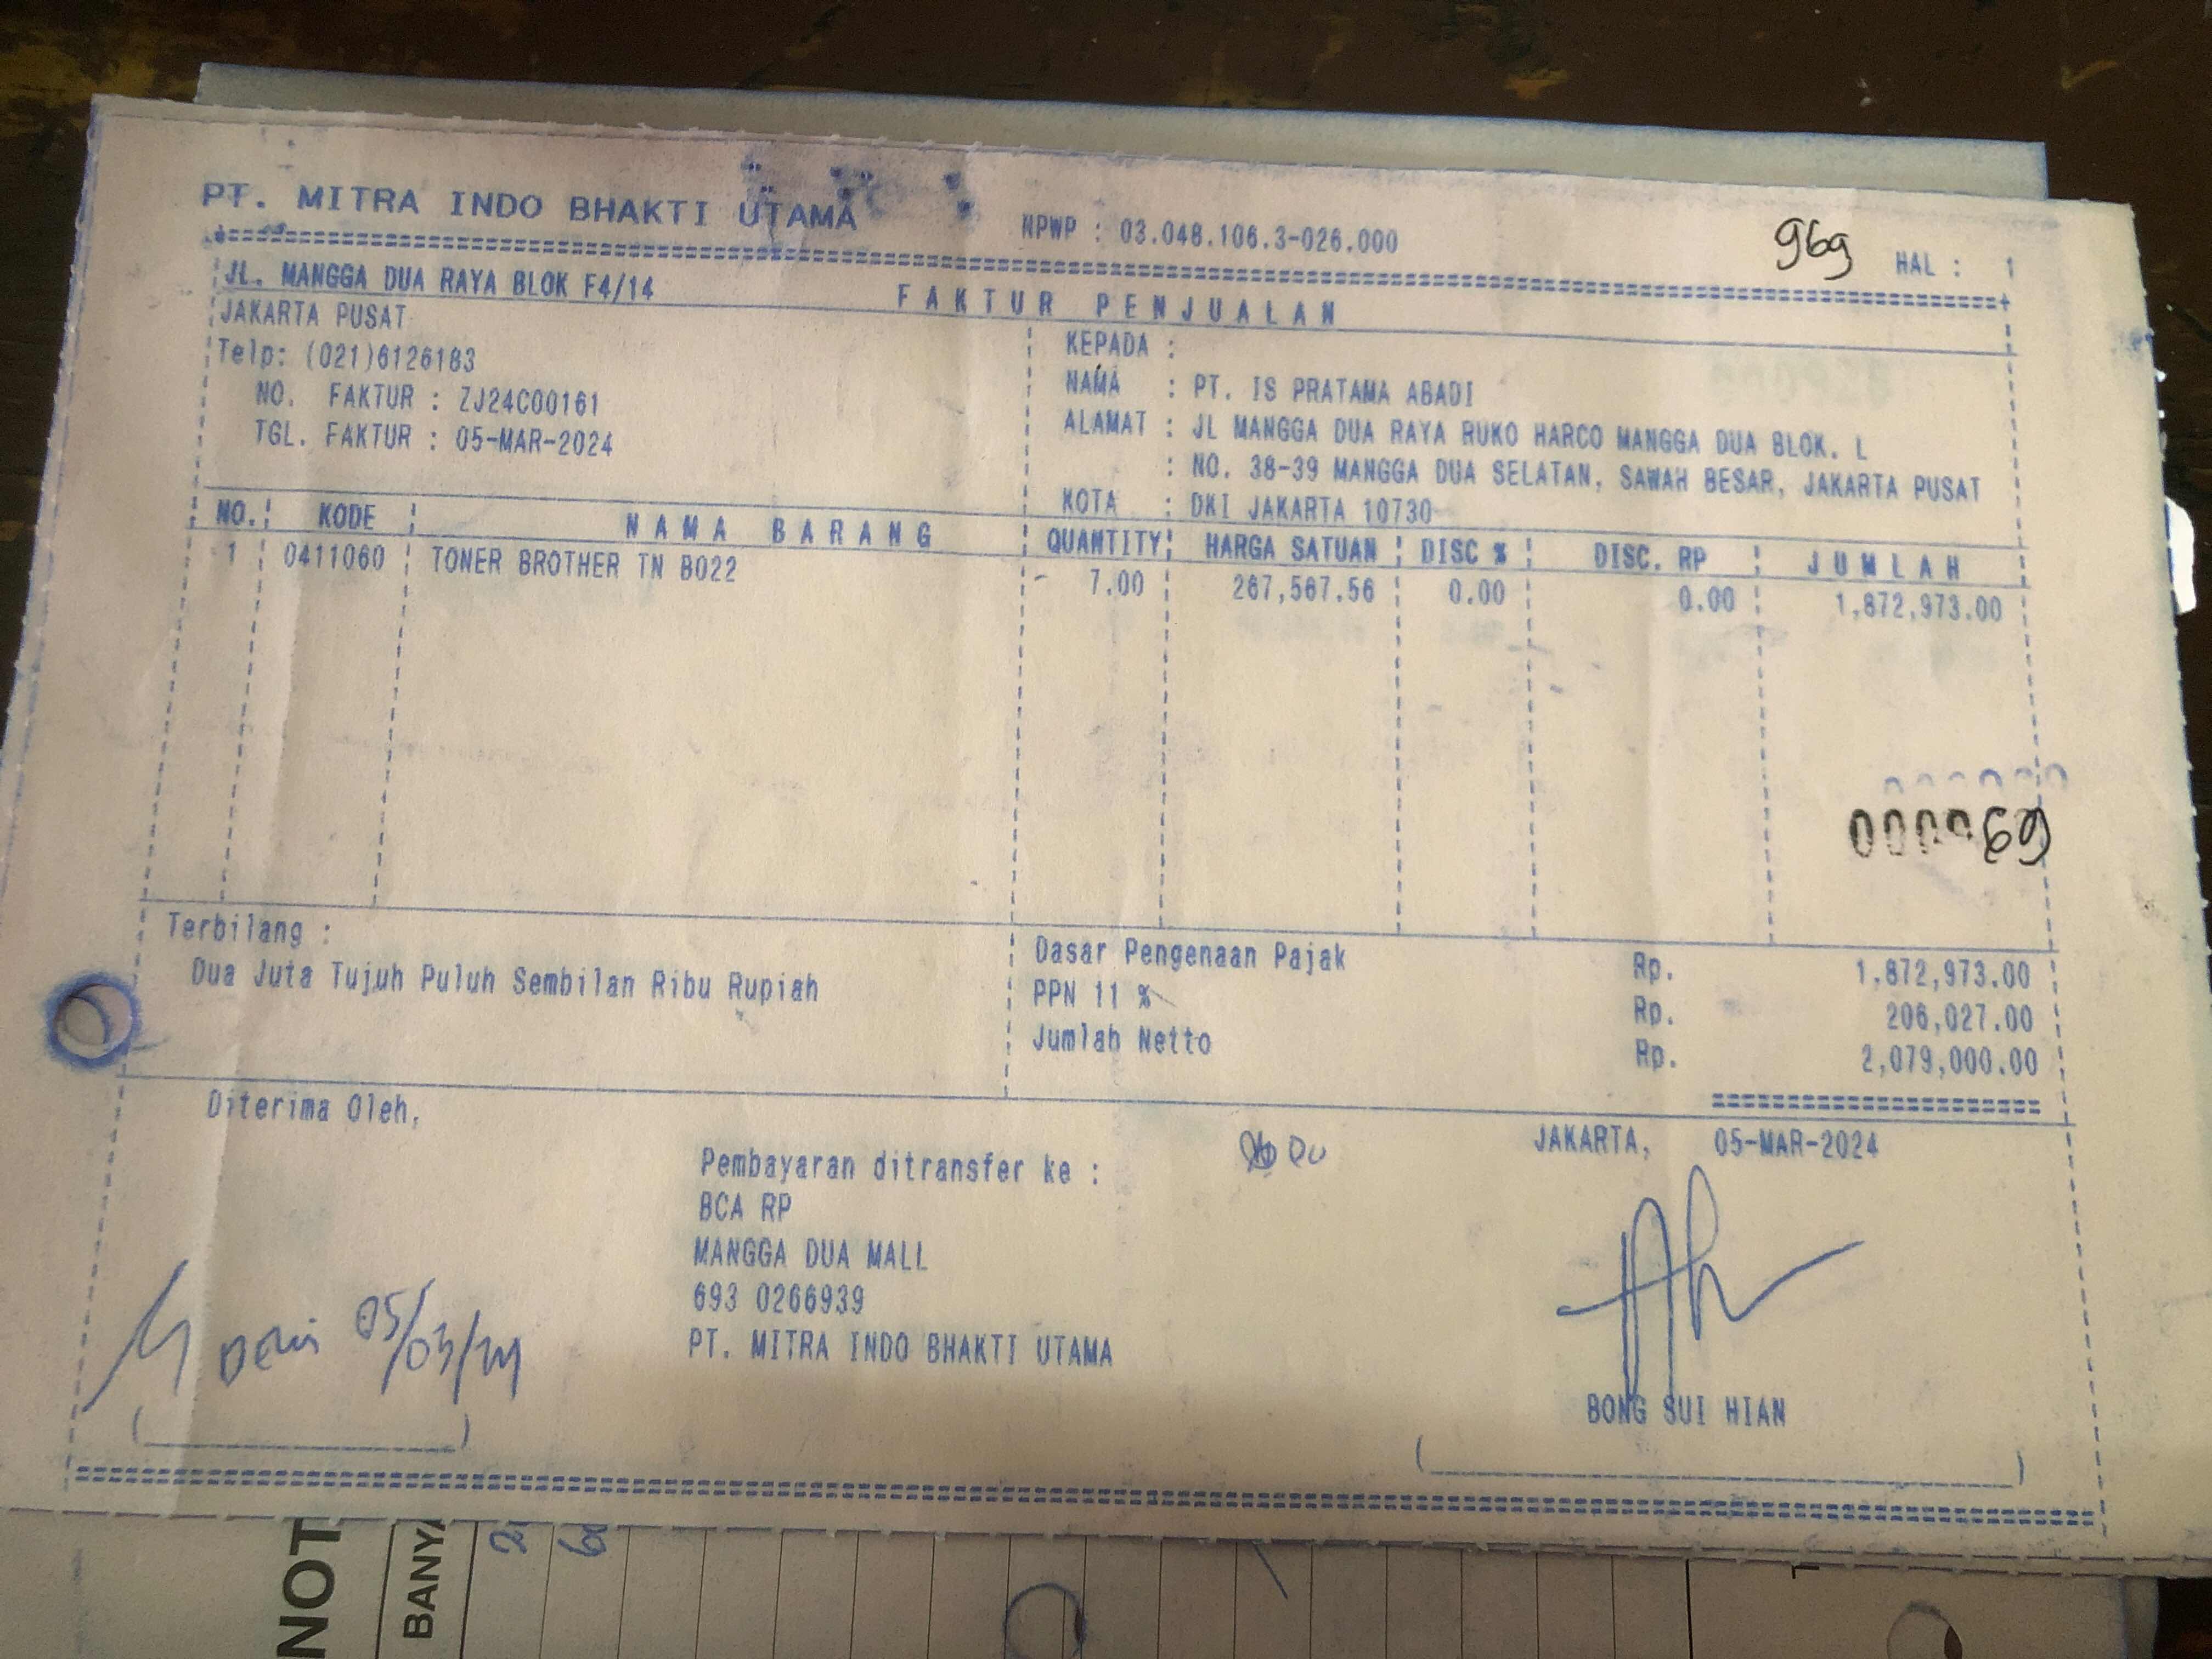 PT. MITRA INDO BHAKTI UTAMA
NPWP : 03.048.106.3-026.000
969
HAL : 1
JL. MANGGA DUA RAYA BLOK F4/14
FAKTUR PENJUALAN
JAKARTA PUSAT
Telp: (021)6126183
NO. FAKTUR : ZJ24C00161
TGL. FAKTUR : 05-MAR-2024
KEPADA :
NAMA : PT. IS PRATAMA ABADI
ALAMAT : JL MANGGA DUA RAYA RUKO HARCO MANGGA DUA BLOK. L
: NO. 38-39 MANGGA DUA SELATAN, SAWAH BESAR, JAKARTA PUSAT
KOTA : DKI JAKARTA 10730
NO. KODE NAMA BARANG QUANTITY HARGA SATUAN DISC % DISC. RP JUMLAH
1 0411060 TONER BROTHER TN B022 7.00 267,567.56 0.00 0.00 1,872,973.00
000969
Terbilang :
Dua Juta Tujuh Puluh Sembilan Ribu Rupiah
Dasar Pengenaan Pajak Rp. 1,872,973.00
PPN 11 % Rp. 206,027.00
Jumlah Netto Rp. 2,079,000.00
Diterima Oleh,
Pembayaran ditransfer ke :
BCA RP
MANGGA DUA MALL
693 0266939
PT. MITRA INDO BHAKTI UTAMA
JAKARTA, 05-MAR-2024
05/03/24
BONG SUI HIAN
NOT
BANYA